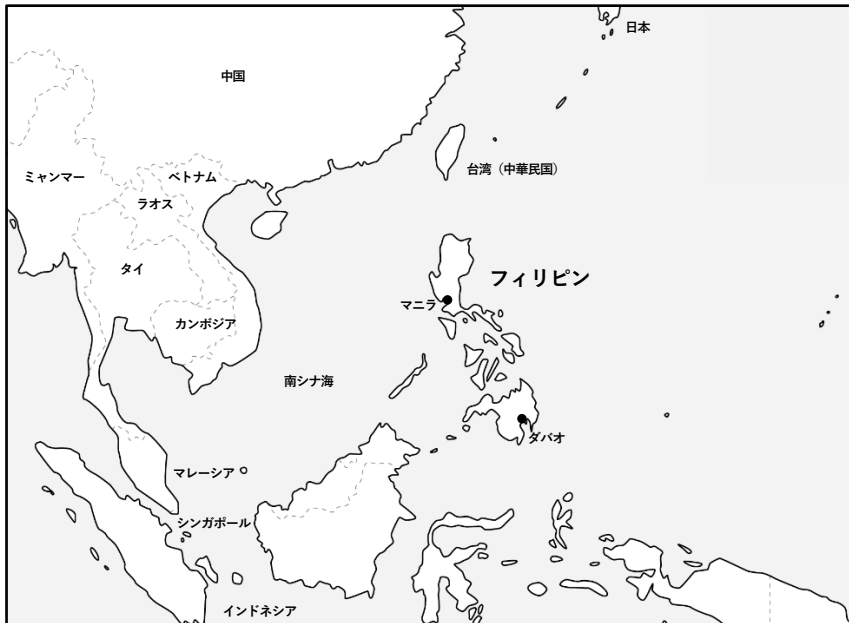 日本
中国
台湾（中華民国）
ミャンマー
ベトナム
ラオス
タイ
フィリピン
マニラ
カンボジア
南シナ海
ダバオ
マレーシア
シンガポール
インドネシア